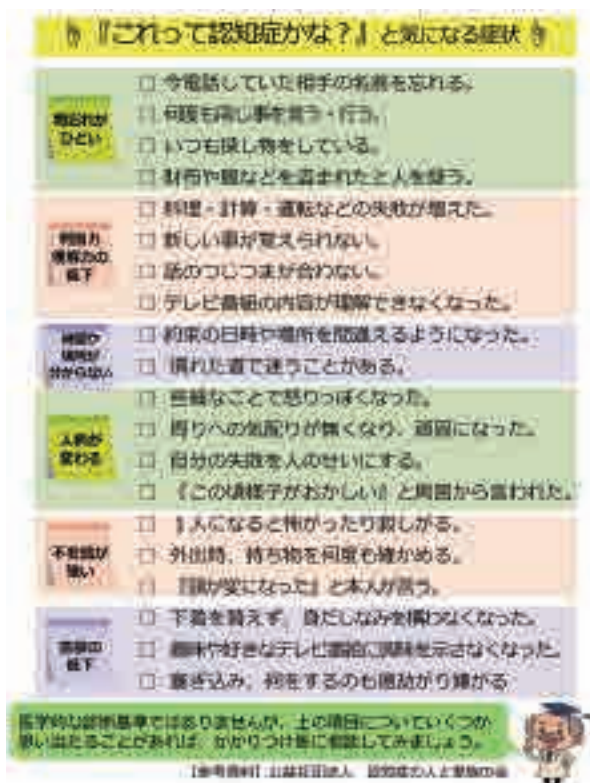 『これって認知症かな？』と気になる症状
物忘れが
ひどい
□ 今電話していた相手の名前を忘れる。
□ 何度も同じ事を言う・行う。
□ いつも探し物をしている。
□ 財布や服などを盗まれたと人を疑う。
判断力
理解力の
低下
□ 料理・計算・運転などの失敗が増えた。
□ 新しい事が覚えられない。
□ 話のつじつまが合わない。
□ テレビ番組の内容が理解できなくなった。
時間や
場所が
分からない
□ 約束の日時や場所を間違えるようになった。
□ 慣れた道で迷うことがある。
人柄が
変わる
□ 些細なことで怒りっぽくなった。
□ 周りへの気配りが無くなり、頑固になった。
□ 自分の失敗を人のせいにする。
□ 『この頃様子がおかしい』と周囲から言われた。
不安感が
強い
□ 1人になると怖がったり寂しがる。
□ 外出時、持ち物を何度も確かめる。
□ 『頭が変になった』と本人が言う。
意欲の
低下
□ 下着を替えず、身だしなみを構わなくなった。
□ 趣味や好きなテレビ番組に興味を示さなくなった。
□ 塞ぎ込み、何をするのも億劫がり嫌がる
医学的な診断基準ではありませんが、上の項目についていくつか
思い当たることがあれば、かかりつけ医に相談してみましょう。
【参考資料】公益社団法人 認知症の人と家族の会